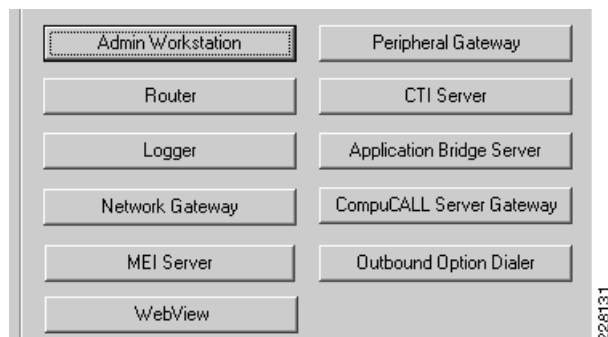 Admin Workstation
Peripheral Gateway
Router
CTI Server
Logger
Application Bridge Server
Network Gateway
CompuCALL Server Gateway
MEI Server
Outbound Option Dialer
WebView
228131